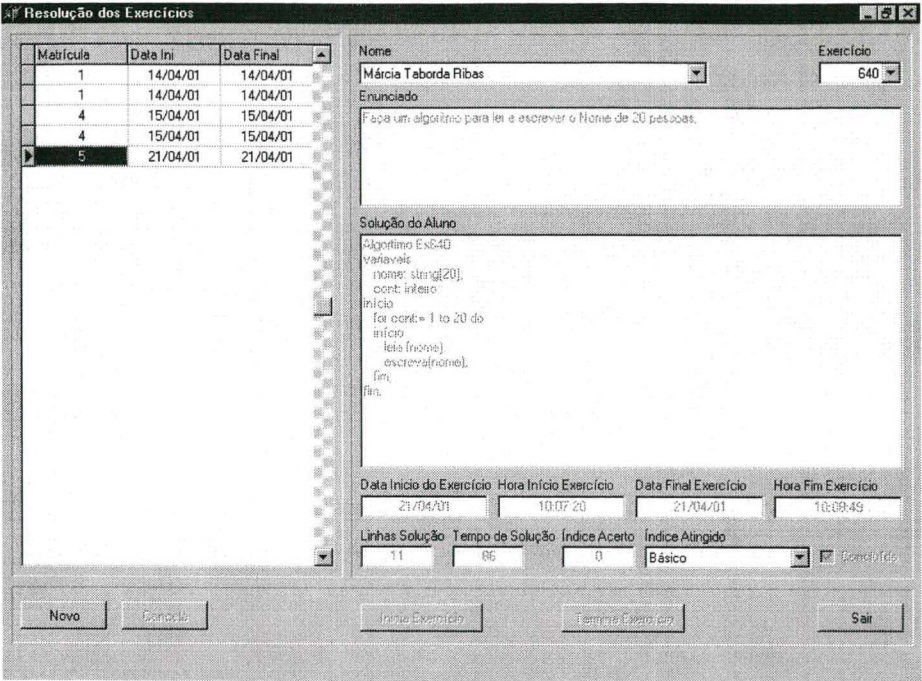 Resolução dos Exercícios
Matrícula Data Ini Data Final
1 14/04/01 14/04/01
1 14/04/01 14/04/01
4 15/04/01 15/04/01
4 15/04/01 15/04/01
5 21/04/01 21/04/01
Nome Exercício
Márcia Taborda Ribas 640
Enunciado
Faça um algoritmo para ler e escrever o Nome de 20 pessoas.
Solução do Aluno
Algoritmo Ex640
variaveis
nome: string[20];
cont: inteiro
início
for cont:= 1 to 20 do
início
leia (nome)
escreva(nome);
fim;
fim.
Data Inicio do Exercício Hora Início Exercício Data Final Exercício Hora Fim Exercício
21/04/01 10:07:20 21/04/01 10:08:49
Linhas Solução Tempo de Solução Índice Acerto Índice Atingido
11 86 0 Básico Concluído
Novo Cancela Inicia Exercício Termina Exercício Sair